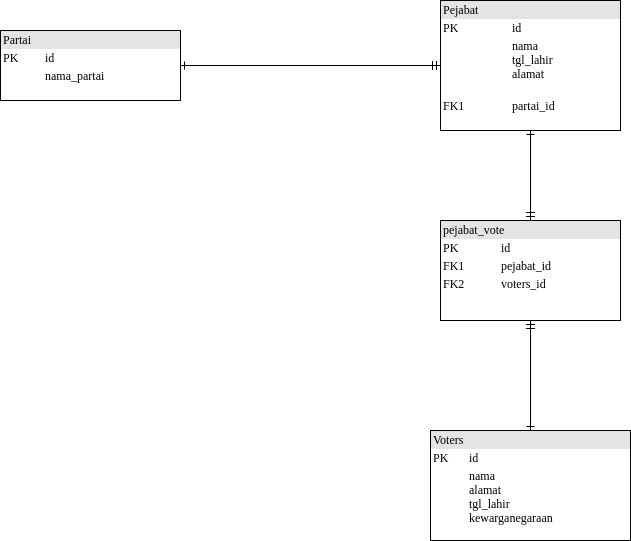 Partai
PK id
nama_partai
Pejabat
PK id
nama
tgl_lahir
alamat
FK1 partai_id
pejabat_vote
PK id
FK1 pejabat_id
FK2 voters_id
Voters
PK id
nama
alamat
tgl_lahir
kewarganegaraan